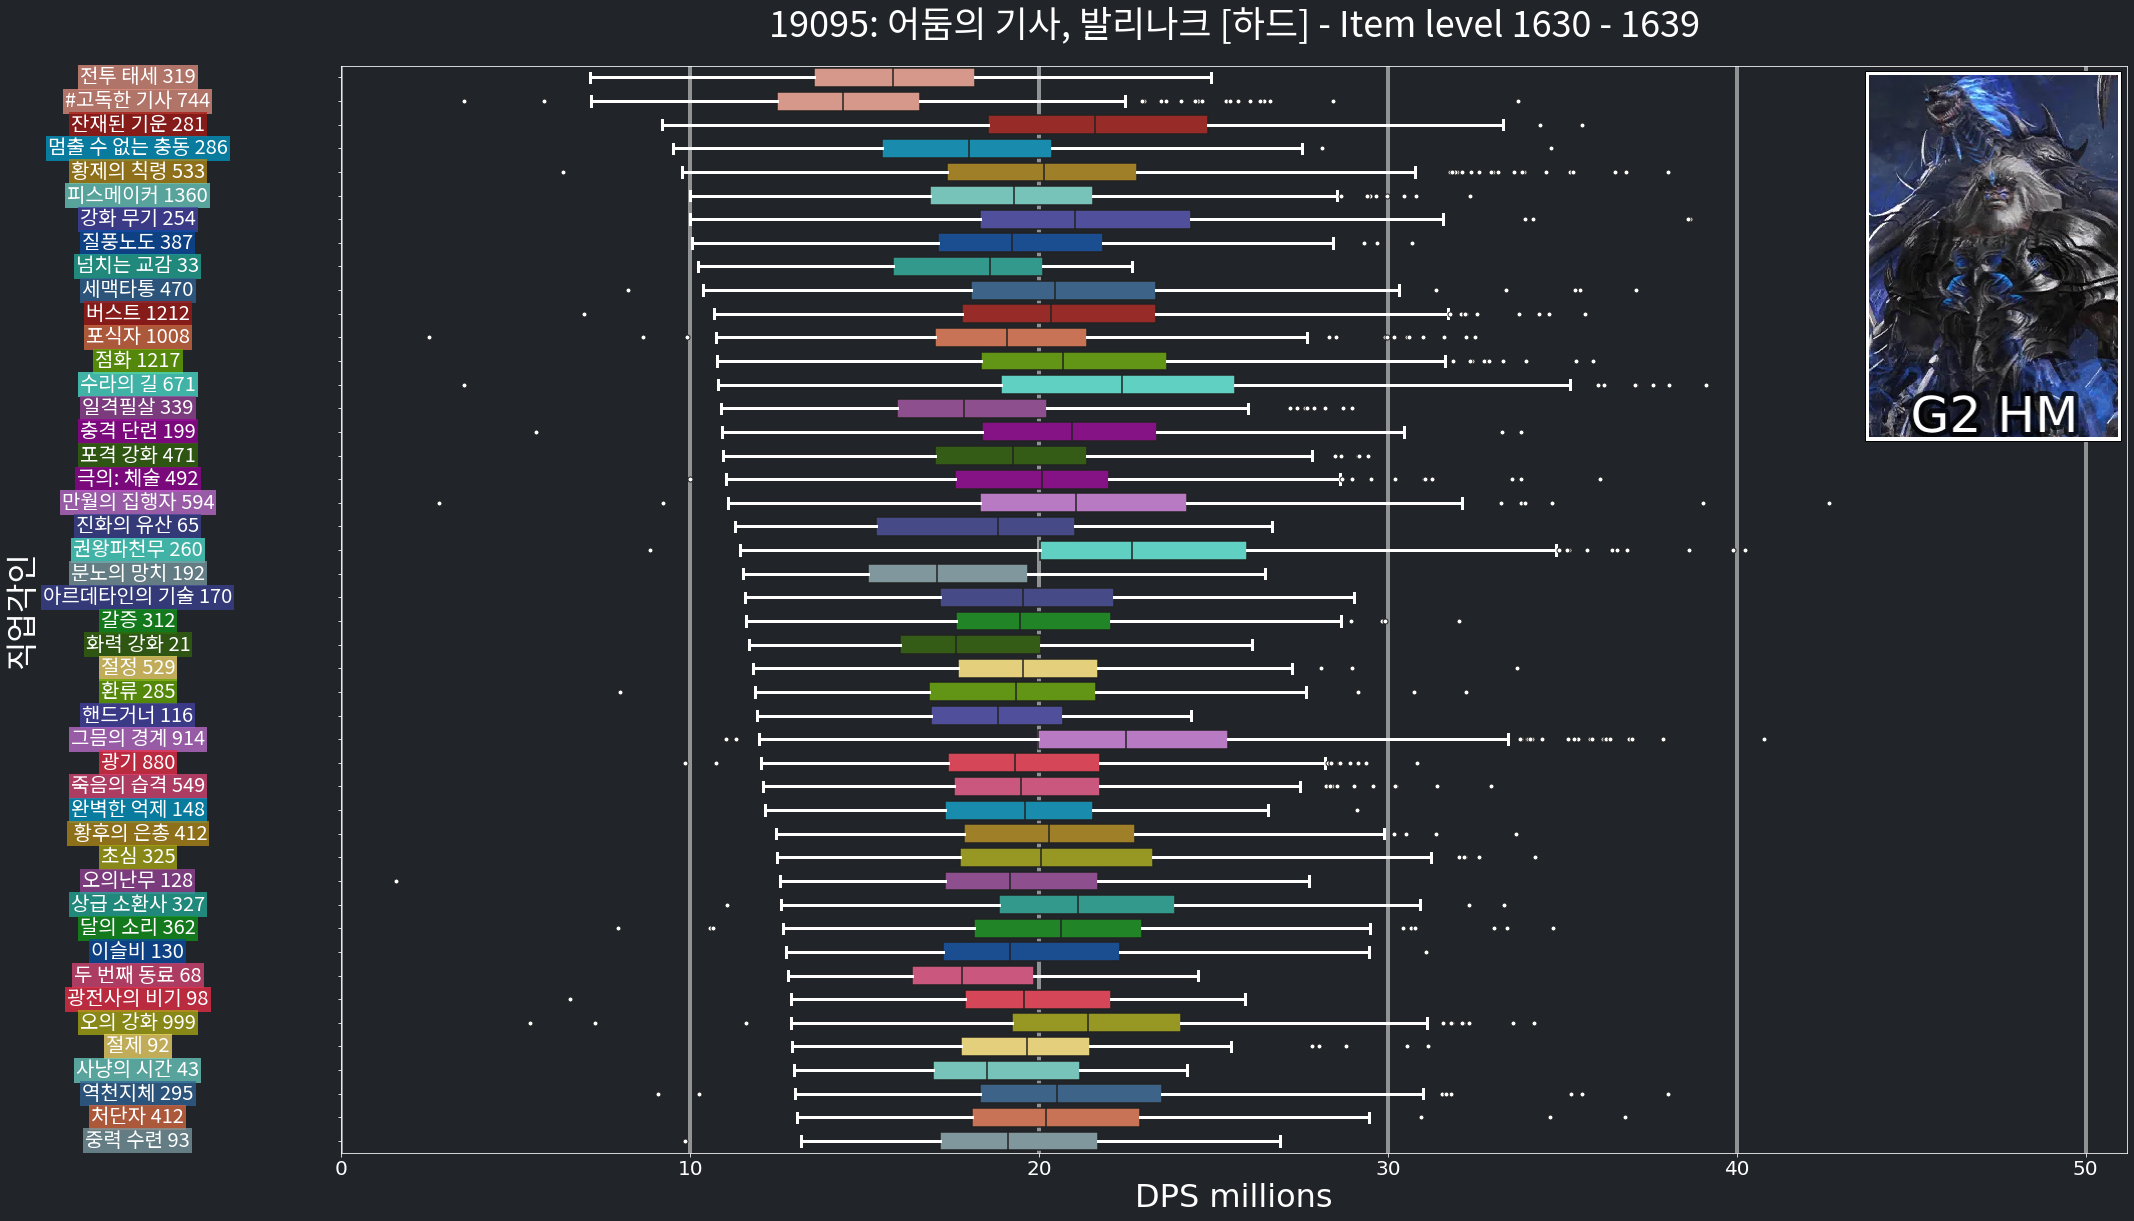 19095: 어둠의 기사, 발리나크 [하드] - Item level 1630 - 1639
전투 태세 319
#고독한 기사 744
잔재된 기운 281
멈출 수 없는 충동 286
황제의 칙령 533
피스메이커 1360
강화 무기 254
질풍노도 387
넘치는 교감 33
세맥타통 470
버스트 1212
포식자 1008
점화 1217
수라의 길 671
일격필살 339
충격 단련 199
포격 강화 471
극의: 체술 492
만월의 집행자 594
진화의 유산 65
권왕파천무 260
분노의 망치 192
아르데타인의 기술 170
갈증 312
화력 강화 21
절정 529
환류 285
핸드거너 116
그믐의 경계 914
광기 880
죽음의 습격 549
완벽한 억제 148
황후의 은총 412
초심 325
오의난무 128
상급 소환사 327
달의 소리 362
이슬비 130
두 번째 동료 68
광전사의 비기 98
오의 강화 999
절제 92
사냥의 시간 43
역천지체 295
처단자 412
중력 수련 93
직업각인
G2 HM
0 10 20 30 40 50
DPS millions